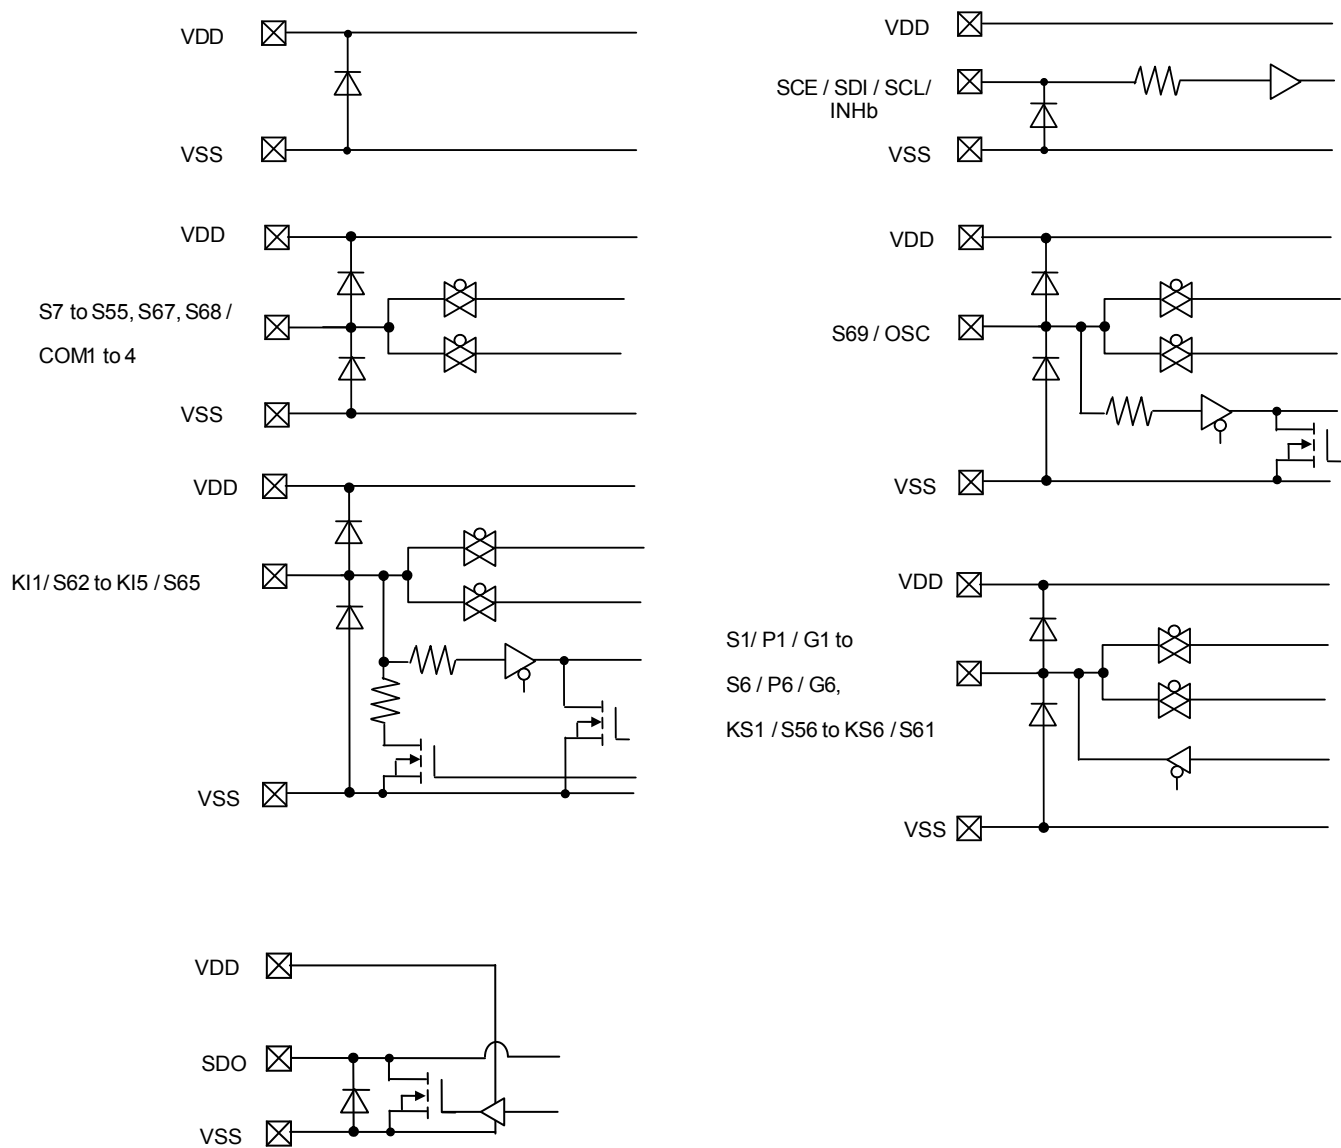 VDD
VSS
VDD
SCE / SDI / SCL/
INHb
VSS
VDD
S7 to S55, S67, S68 /
COM1 to 4
VSS
VDD
S69 / OSC
VSS
VDD
KI1/ S62 to KI5 / S65
VSS
VDD
S1/ P1 / G1 to
S6 / P6 / G6,
KS1 / S56 to KS6 / S61
VSS
VDD
SDO
VSS